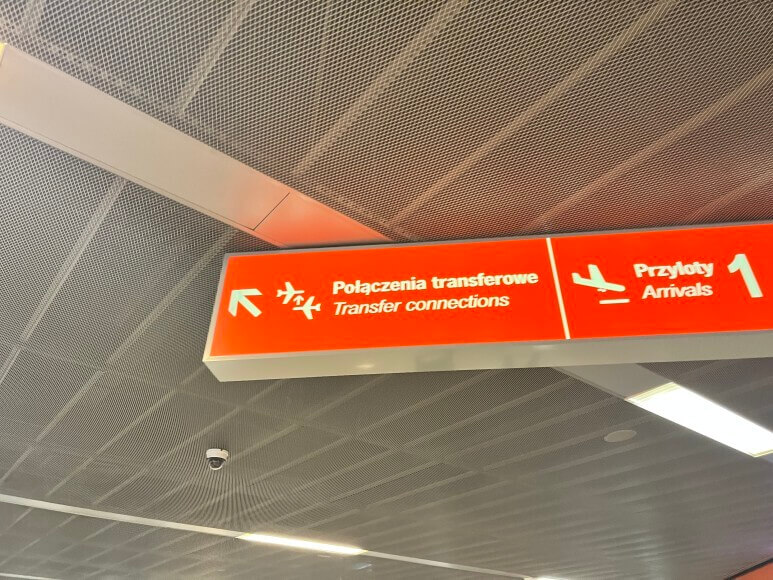 Połączenia transferowe
Transfer connections
Przyloty
Arrivals
1